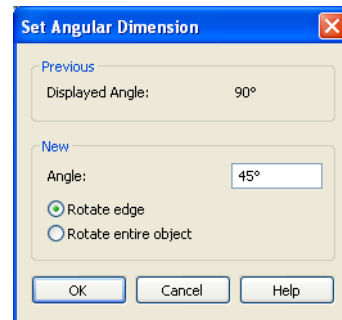 Set Angular Dimension
Previous
Displayed Angle: 90°
New
Angle: 45°
Rotate edge
Rotate entire object
OK Cancel Help